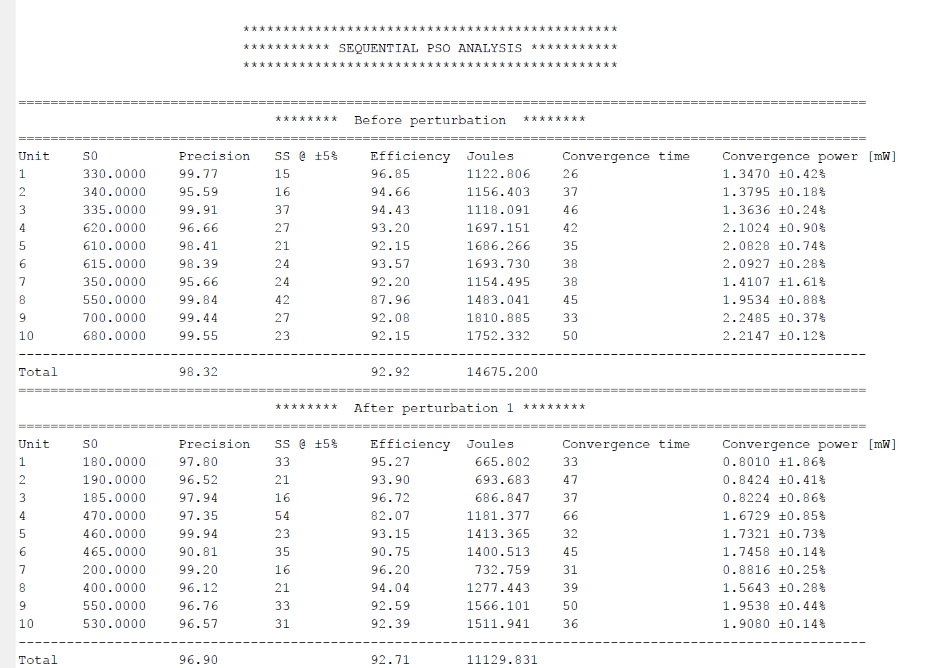 ***********************************************
*********** SEQUENTIAL PSO ANALYSIS ***********
***********************************************
==========================================================================================================
******** Before perturbation ********
==========================================================================================================
Unit S0 Precision SS @ ±5% Efficiency Joules Convergence time Convergence power [mW]
1 330.0000 99.77 15 96.85 1122.806 26 1.3470 ±0.42%
2 340.0000 95.59 16 94.66 1156.403 37 1.3795 ±0.18%
3 335.0000 99.91 37 94.43 1118.091 46 1.3636 ±0.24%
4 620.0000 96.66 27 93.20 1697.151 42 2.1024 ±0.90%
5 610.0000 98.41 21 92.15 1686.266 35 2.0828 ±0.74%
6 615.0000 98.39 24 93.57 1693.730 38 2.0927 ±0.28%
7 350.0000 95.66 24 92.20 1154.495 38 1.4107 ±1.61%
8 550.0000 99.84 42 87.96 1483.041 45 1.9534 ±0.88%
9 700.0000 99.44 27 92.08 1810.885 33 2.2485 ±0.37%
10 680.0000 99.55 23 92.15 1752.332 50 2.2147 ±0.12%
----------------------------------------------------------------------------------------------------------
Total 98.32 92.92 14675.200
==========================================================================================================
******** After perturbation 1 ********
==========================================================================================================
Unit S0 Precision SS @ ±5% Efficiency Joules Convergence time Convergence power [mW]
1 180.0000 97.80 33 95.27 665.802 33 0.8010 ±1.86%
2 190.0000 96.52 21 93.90 693.683 47 0.8424 ±0.41%
3 185.0000 97.94 16 96.72 686.847 37 0.8224 ±0.86%
4 470.0000 97.35 54 82.07 1181.377 66 1.6729 ±0.85%
5 460.0000 99.94 23 93.15 1413.365 32 1.7321 ±0.73%
6 465.0000 90.81 35 90.75 1400.513 45 1.7458 ±0.14%
7 200.0000 99.20 16 96.20 732.759 31 0.8816 ±0.25%
8 400.0000 96.12 21 94.04 1277.443 39 1.5643 ±0.28%
9 550.0000 96.76 33 92.59 1566.101 50 1.9538 ±0.44%
10 530.0000 96.57 31 92.39 1511.941 36 1.9080 ±0.14%
----------------------------------------------------------------------------------------------------------
Total 96.90 92.71 11129.831